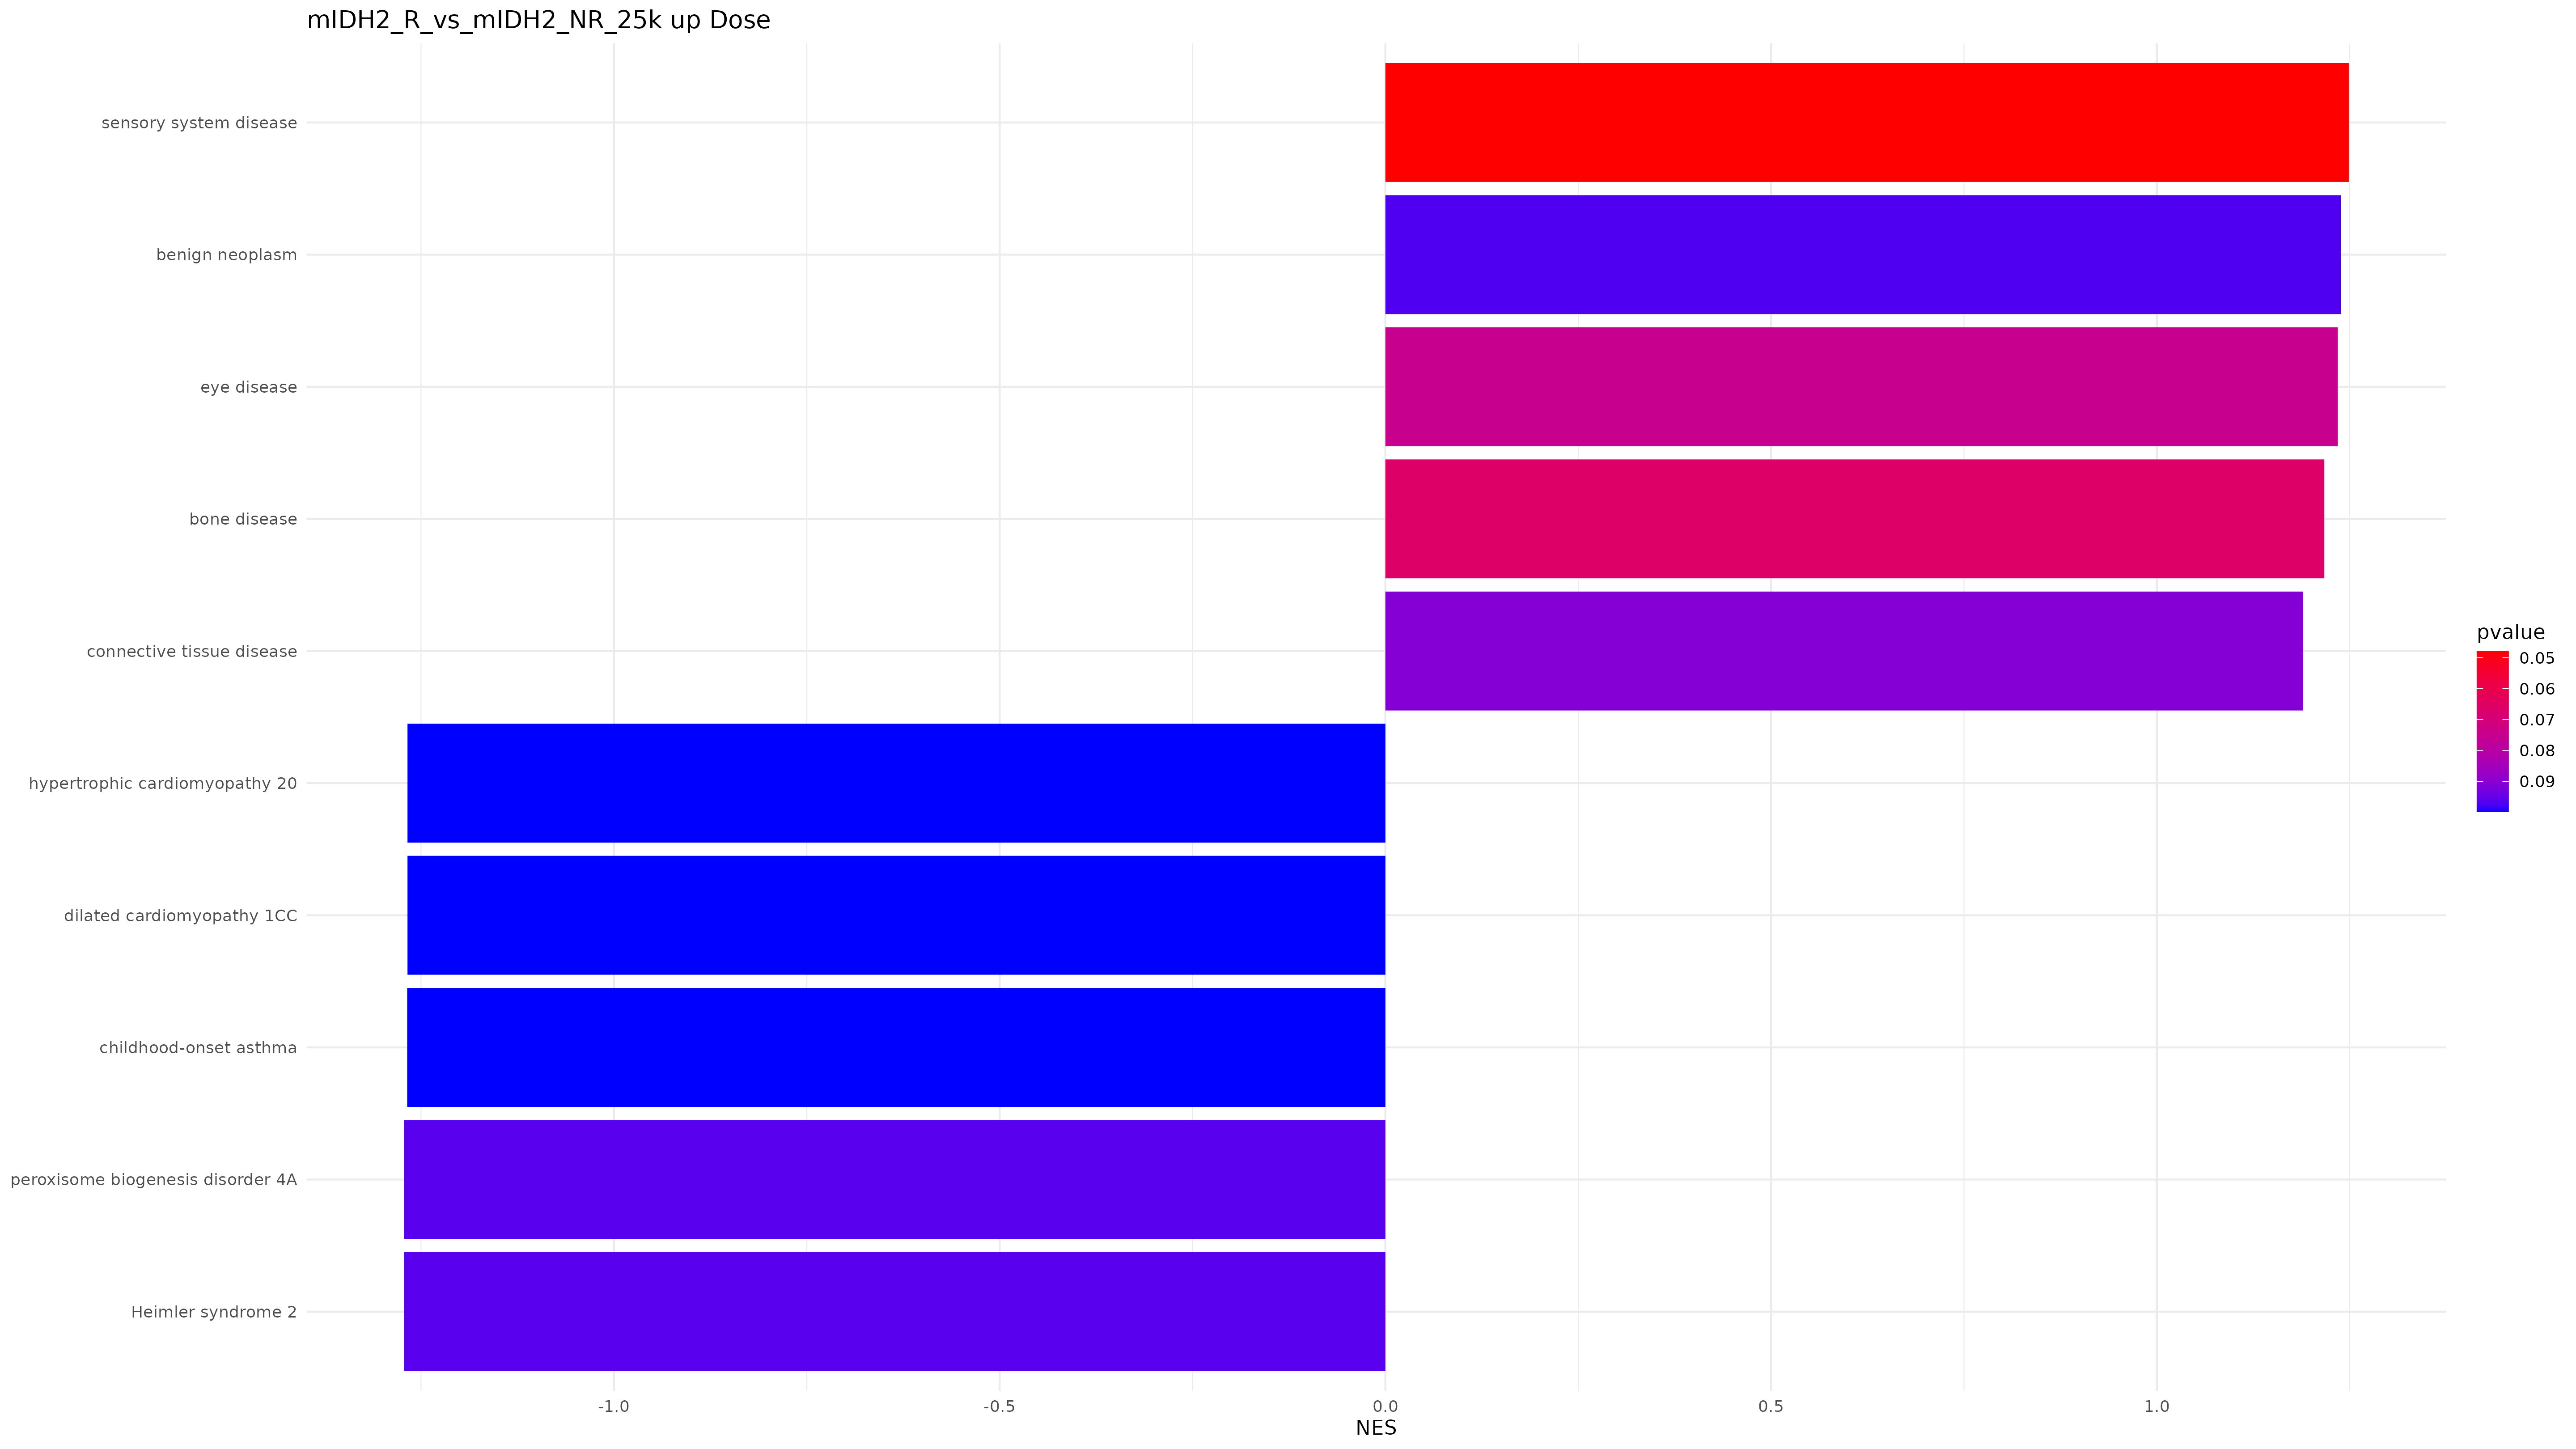 mIDH2_R_vs_mIDH2_NR_25k up Dose
sensory system disease
benign neoplasm
eye disease
bone disease
connective tissue disease
hypertrophic cardiomyopathy 20
dilated cardiomyopathy 1CC
childhood-onset asthma
peroxisome biogenesis disorder 4A
Heimler syndrome 2
-1.0 -0.5 0.0 0.5 1.0
NES
pvalue
0.05
0.06
0.07
0.08
0.09